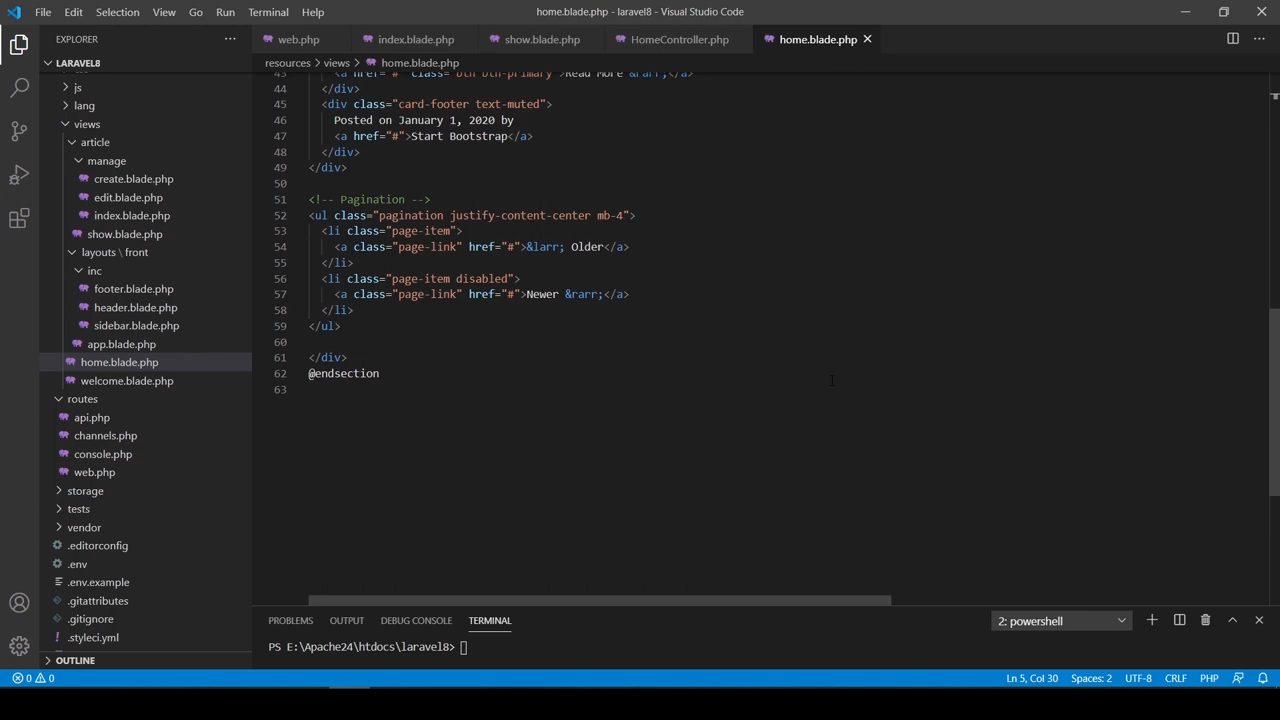 File Edit Selection View Go Run Terminal Help
home.blade.php - laravel8 - Visual Studio Code
EXPLORER
web.php
index.blade.php
show.blade.php
HomeController.php
home.blade.php
LARAVEL8
resources > views > home.blade.php
js
lang
views
article
manage
create.blade.php
edit.blade.php
index.blade.php
show.blade.php
layouts \ front
inc
footer.blade.php
header.blade.php
sidebar.blade.php
app.blade.php
home.blade.php
welcome.blade.php
routes
api.php
channels.php
console.php
web.php
storage
tests
vendor
.editorconfig
.env
.env.example
.gitattributes
.gitignore
.styleci.yml
OUTLINE
43 <a href="#" class="btn btn-primary">Read More &rarr;</a>
44 </div>
45 <div class="card-footer text-muted">
46 Posted on January 1, 2020 by
47 <a href="#">Start Bootstrap</a>
48 </div>
49 </div>
50
51 <!-- Pagination -->
52 <ul class="pagination justify-content-center mb-4">
53 <li class="page-item">
54 <a class="page-link" href="#">&larr; Older</a>
55 </li>
56 <li class="page-item disabled">
57 <a class="page-link" href="#">Newer &rarr;</a>
58 </li>
59 </ul>
60
61 </div>
62 @endsection
63
PROBLEMS OUTPUT DEBUG CONSOLE TERMINAL
2: powershell
PS E:\Apache24\htdocs\laravel8>
0 0
Ln 5, Col 30 Spaces: 2 UTF-8 CRLF PHP